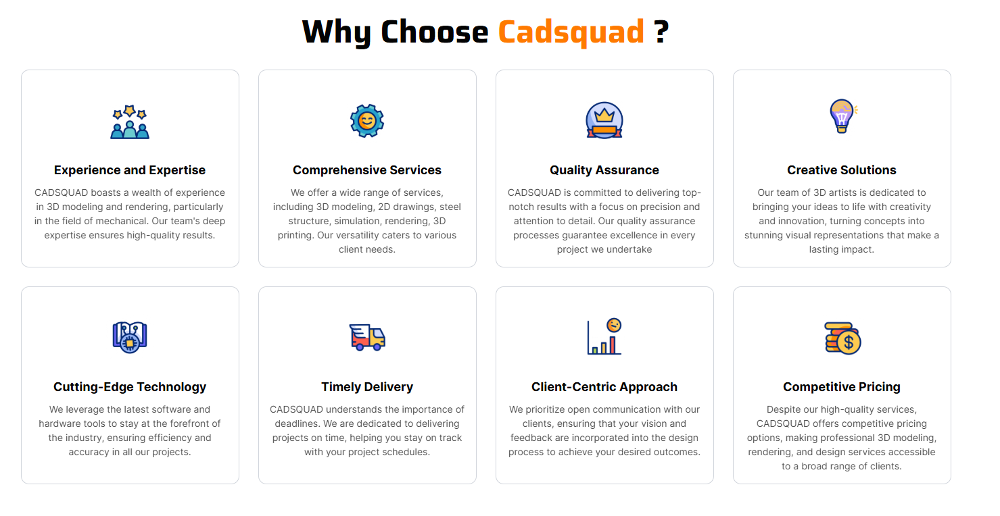 Why Choose Cadsquad ?
Experience and Expertise
CADSQUAD boasts a wealth of experience
in 3D modeling and rendering, particularly
in the field of mechanical. Our team's deep
expertise ensures high-quality results.
Comprehensive Services
We offer a wide range of services,
including 3D modeling, 2D drawings, steel
structure, simulation, rendering, 3D
printing. Our versatility caters to various
client needs.
Quality Assurance
CADSQUAD is committed to delivering top-
notch results with a focus on precision and
attention to detail. Our quality assurance
processes guarantee excellence in every
project we undertake
Creative Solutions
Our team of 3D artists is dedicated to
bringing your ideas to life with creativity
and innovation, turning concepts into
stunning visual representations that make a
lasting impact.
Cutting-Edge Technology
We leverage the latest software and
hardware tools to stay at the forefront of
the industry, ensuring efficiency and
accuracy in all our projects.
Timely Delivery
CADSQUAD understands the importance of
deadlines. We are dedicated to delivering
projects on time, helping you stay on track
with your project schedules.
Client-Centric Approach
We prioritize open communication with our
clients, ensuring that your vision and
feedback are incorporated into the design
process to achieve your desired outcomes.
$
Competitive Pricing
Despite our high-quality services,
CADSQUAD offers competitive pricing
options, making professional 3D modeling,
rendering, and design services accessible
to a broad range of clients.